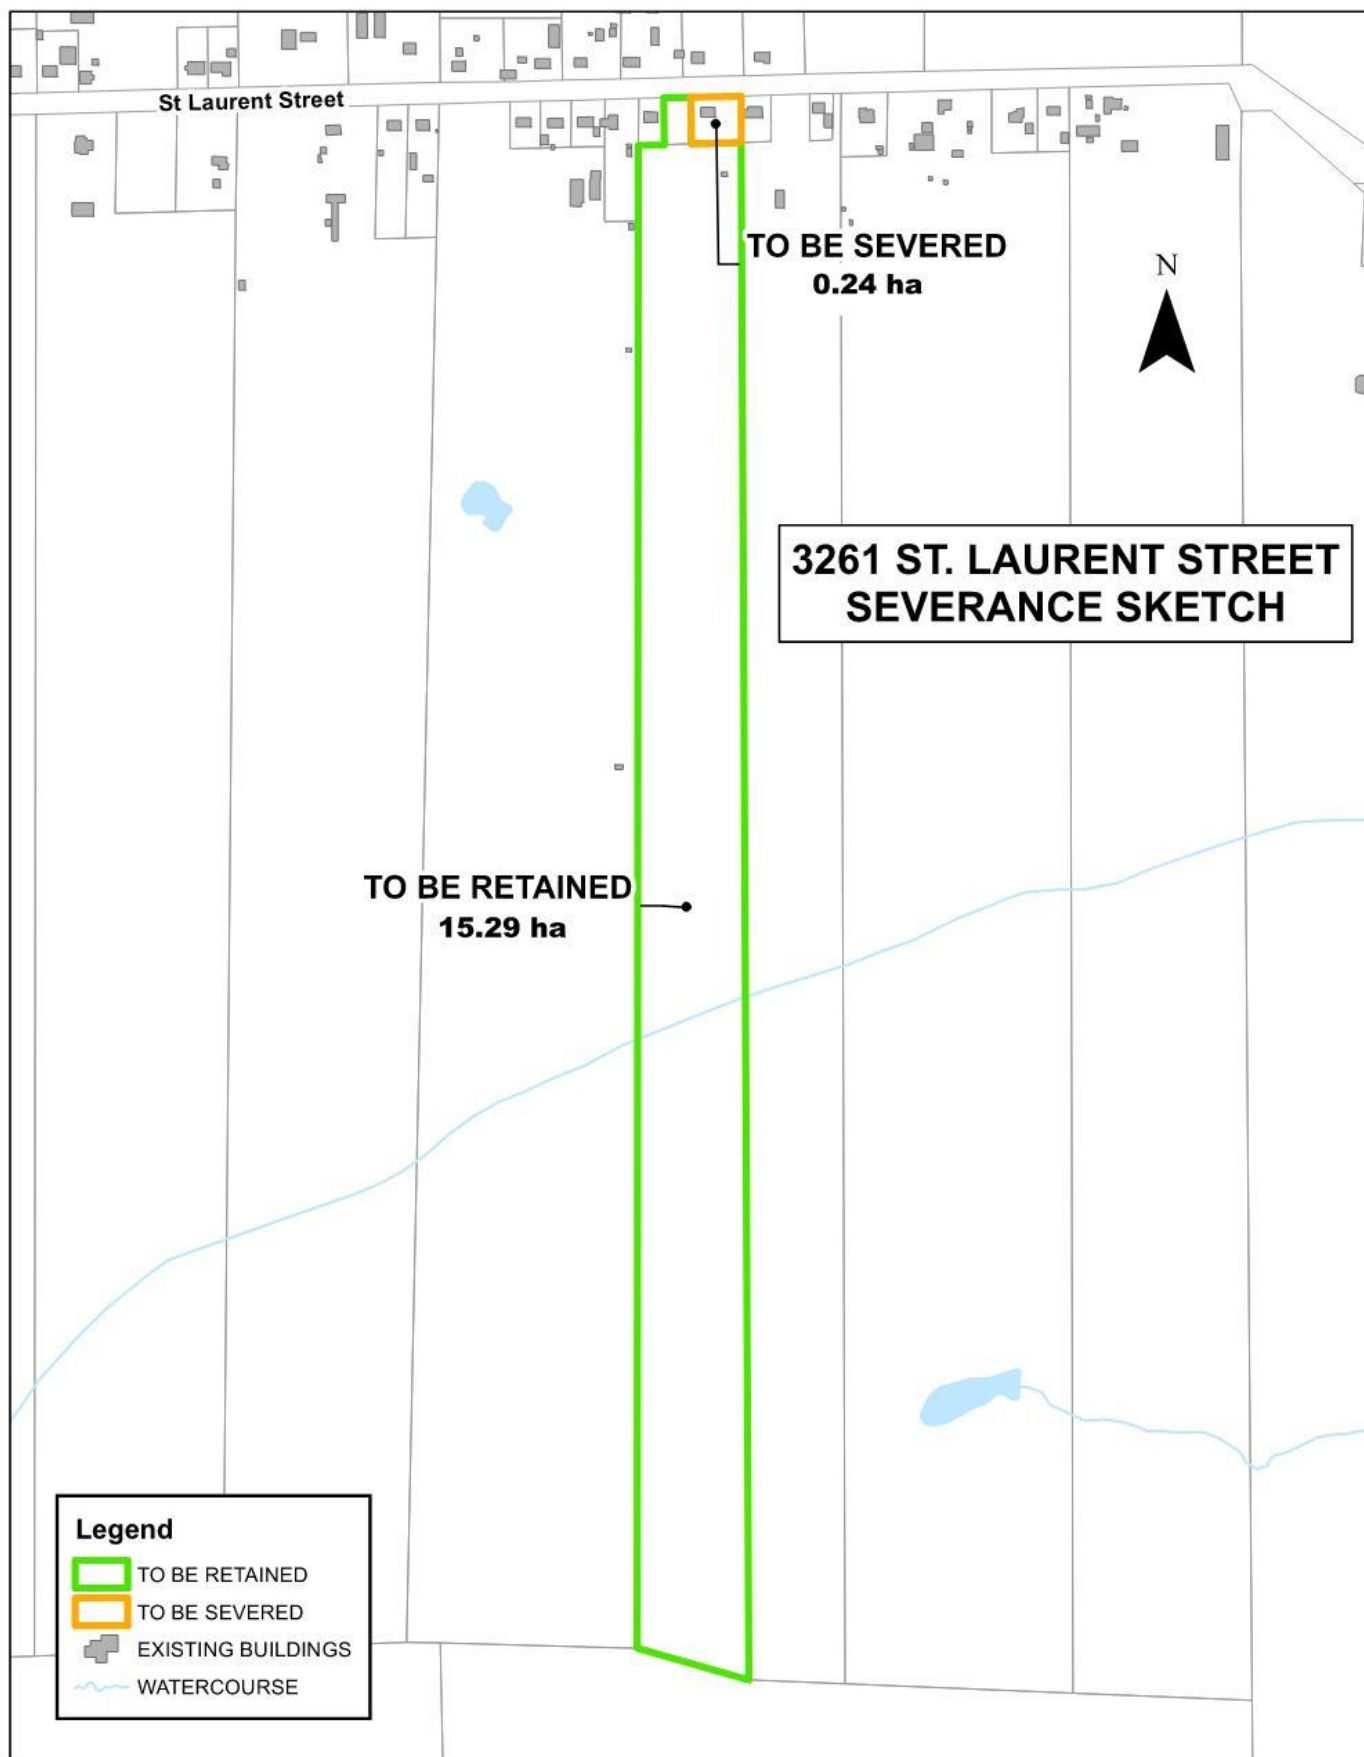 St Laurent Street
TO BE SEVERED
0.24 ha
N
3261 ST. LAURENT STREET
SEVERANCE SKETCH
TO BE RETAINED
15.29 ha
Legend
TO BE RETAINED
TO BE SEVERED
EXISTING BUILDINGS
WATERCOURSE